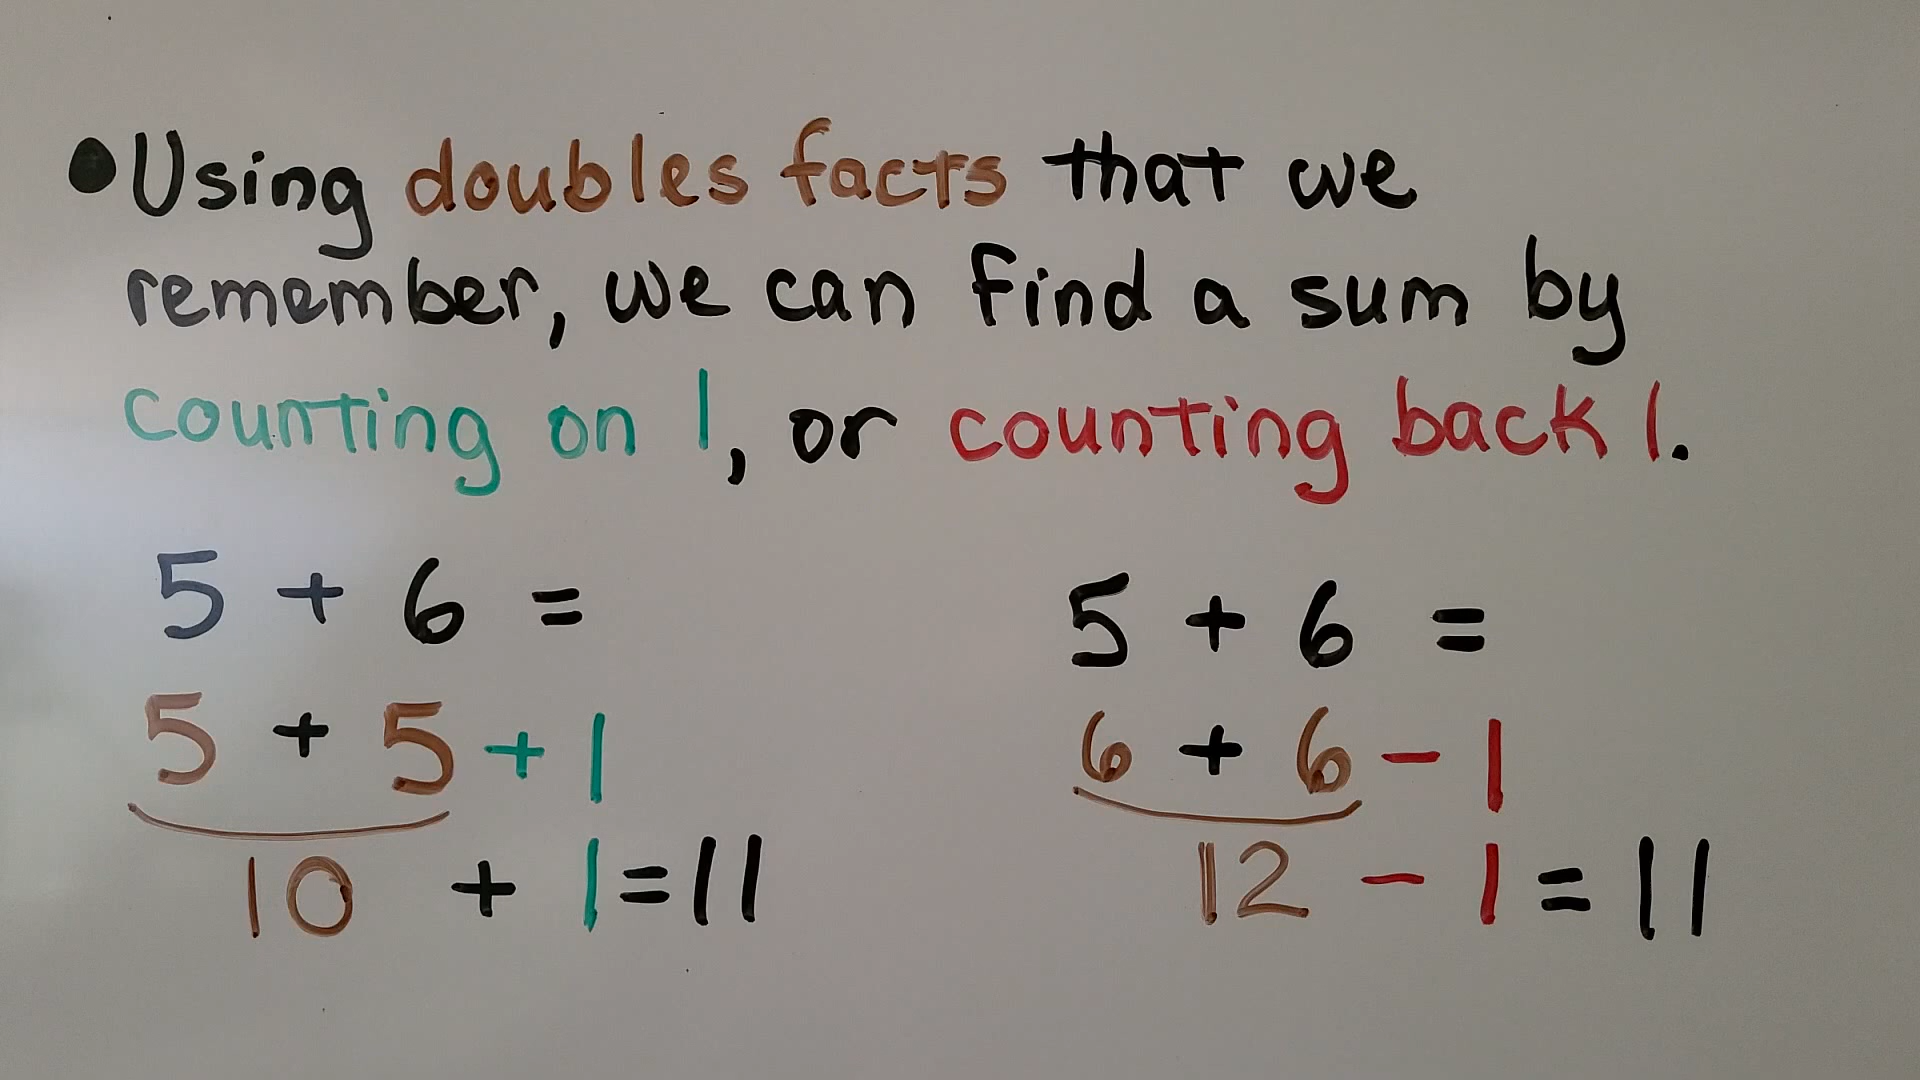 •Using doubles facts that we
remember, we can find a sum by
counting on 1, or counting back 1.
5 + 6 =
5 + 5 + 1
10 + 1 = 11
5 + 6 =
6 + 6 - 1
12 - 1 = 11